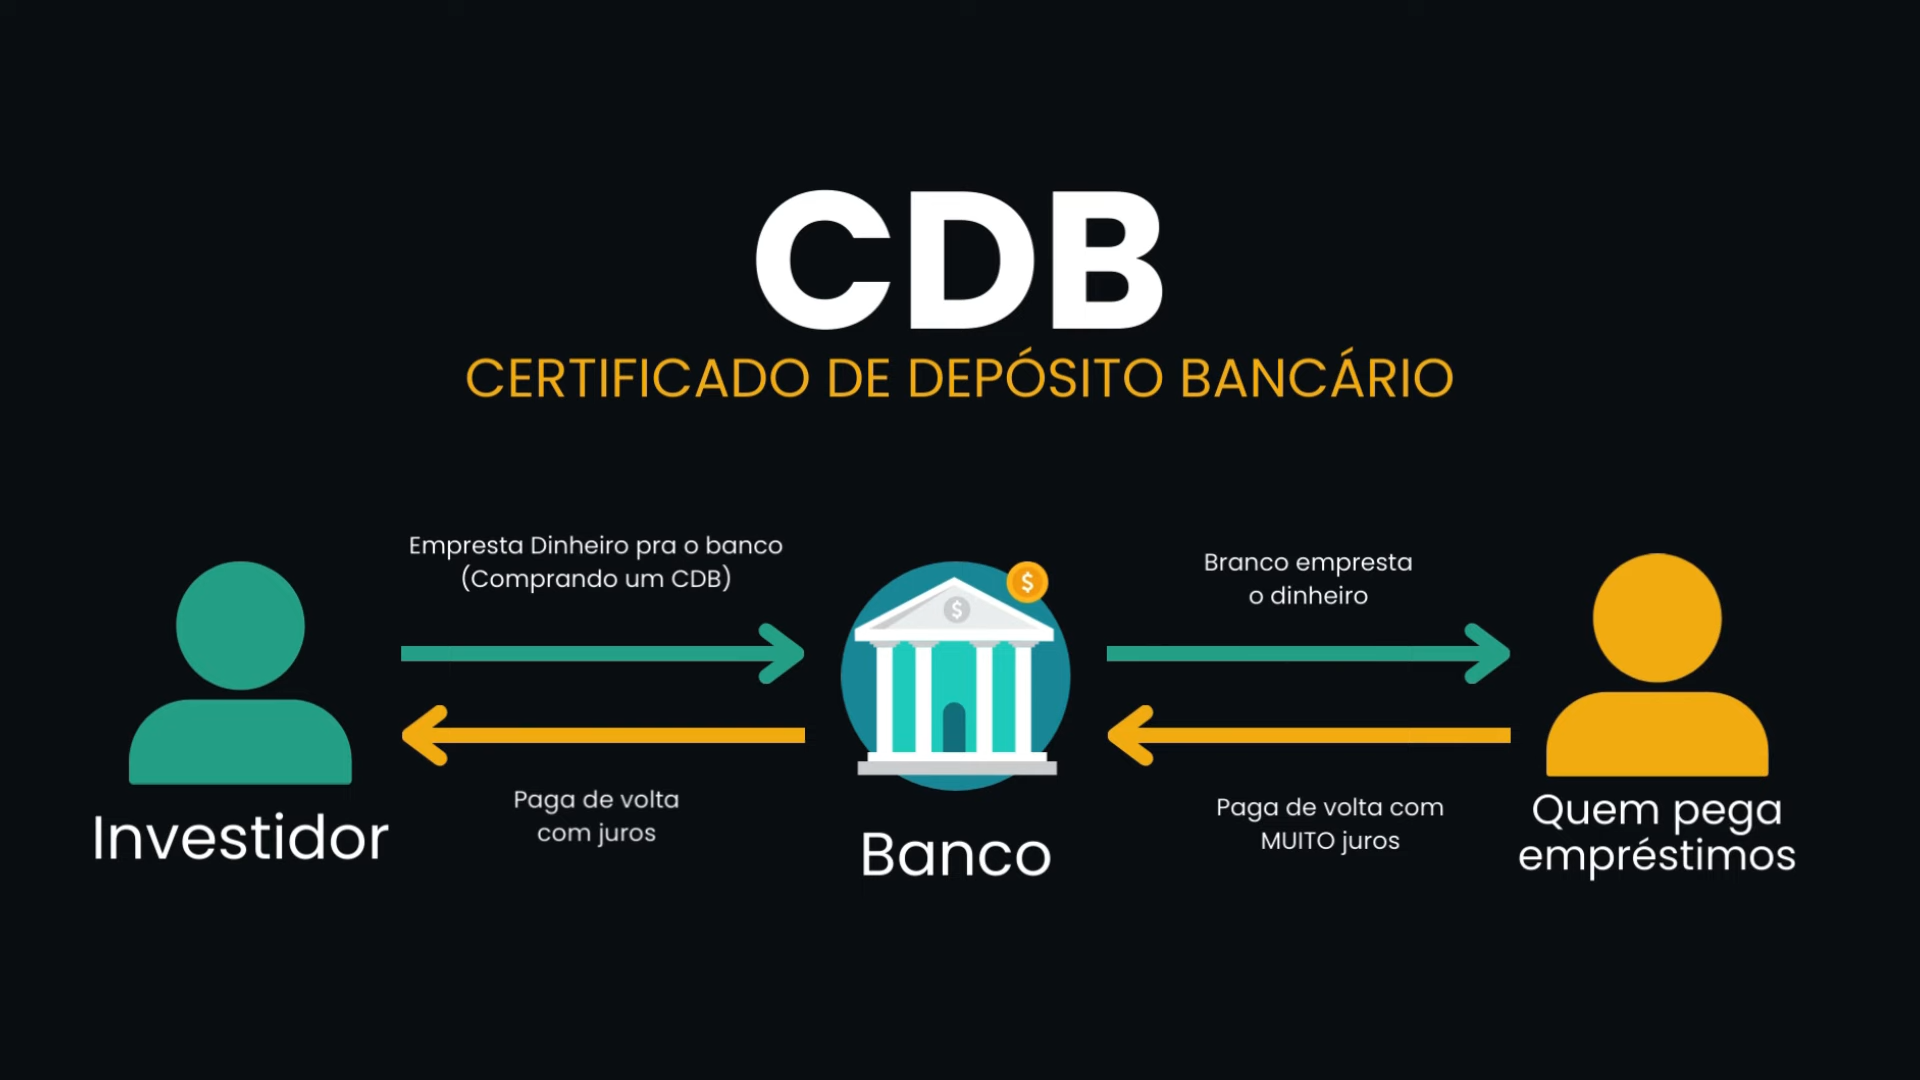 CDB
CERTIFICADO DE DEPÓSITO BANCÁRIO
Empresta Dinheiro pra o banco
(Comprando um CDB)
Branco empresta
o dinheiro
$
$
Paga de volta
com juros
Paga de volta com
MUITO juros
Investidor
Banco
Quem pega
empréstimos